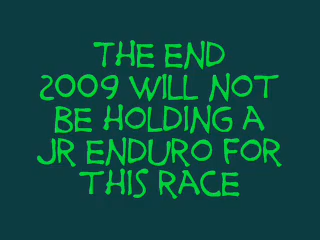 THE END
2009 WILL NOT
BE HOLDING A
JR ENDURO FOR
THIS RACE